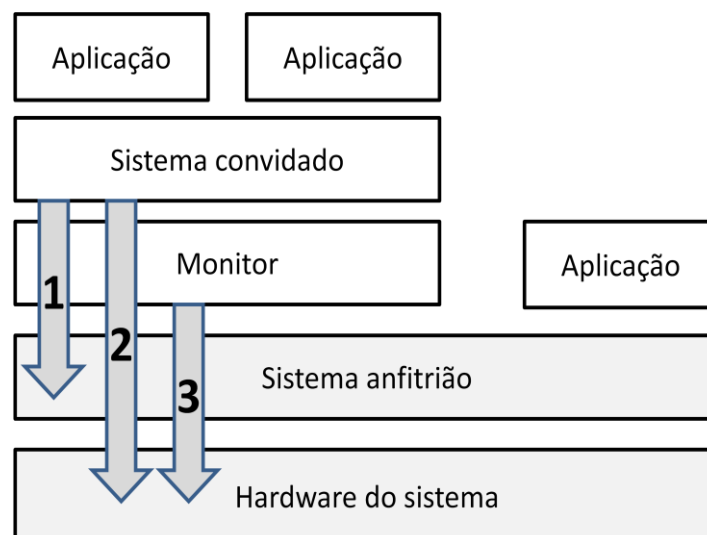 Aplicação
Aplicação
Sistema convidado
Monitor
Aplicação
1
2
Sistema anfitrião
3
Hardware do sistema